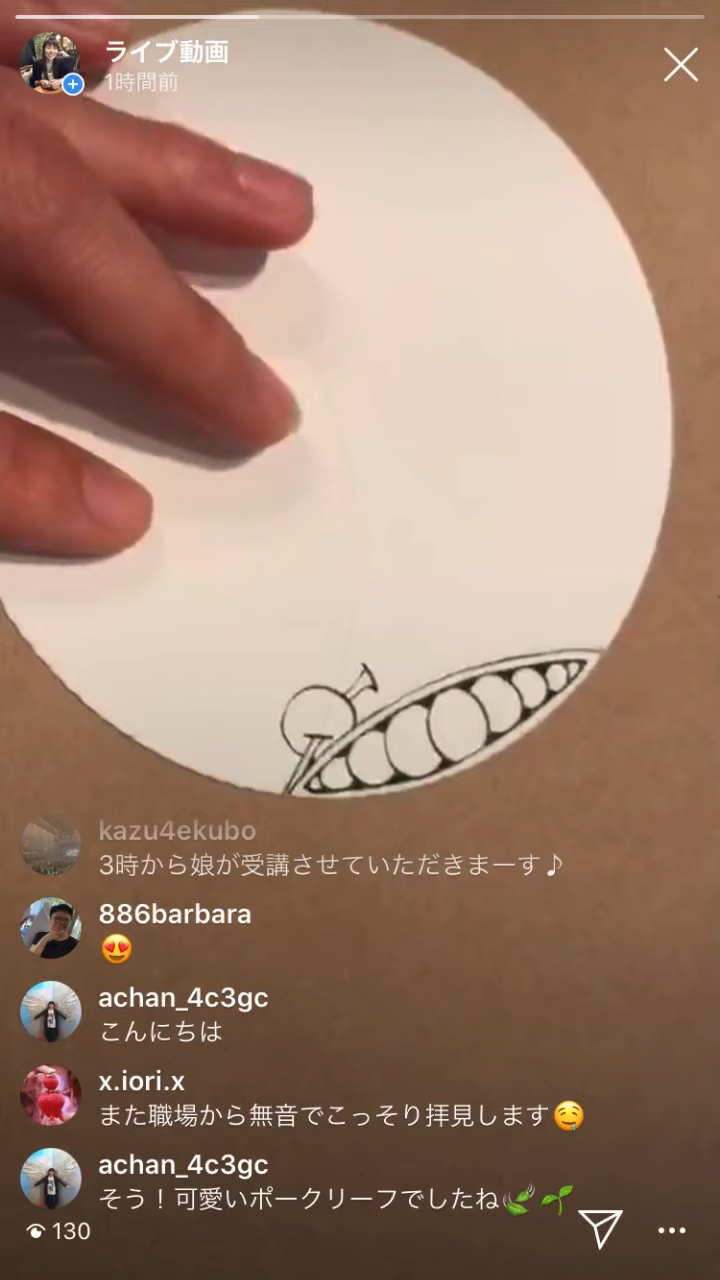 ライブ動画
1時間前
kazu4ekubo
3時から娘が受講させていただきまーす♪
886barbara
😍
achan_4c3gc
こんにちは
x.iori.x
また職場から無音でこっそり拝見します🤤
achan_4c3gc
そう！可愛いポークリーフでしたね🍃🌱
130